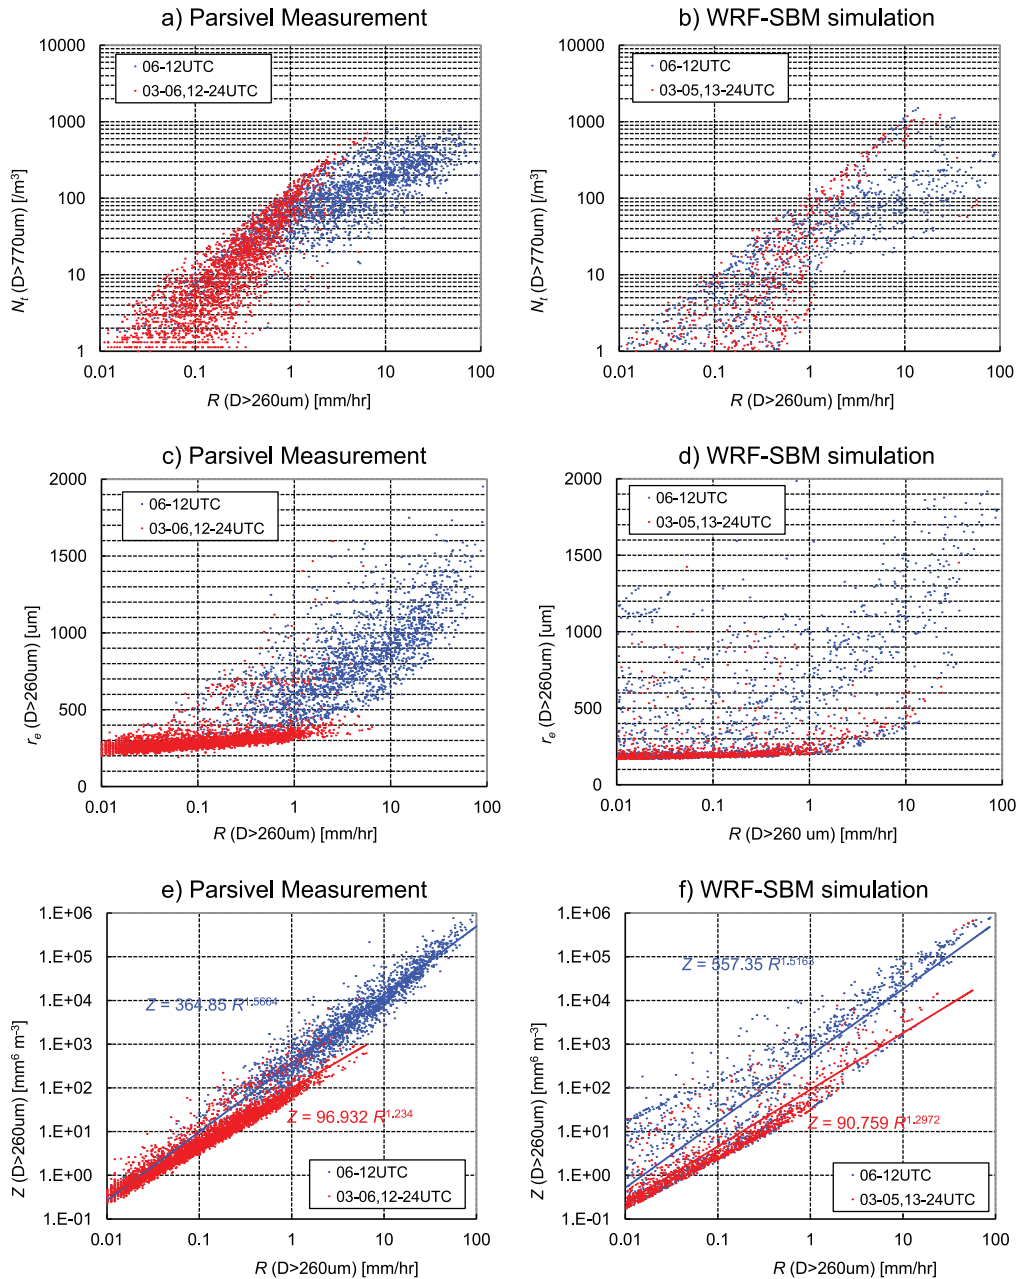 a) Parsivel Measurement
10000
1000
100
10
1
N_t (D>770um) [/m³]
06-12UTC
03-06,12-24UTC
0.01 0.1 1 10 100
R (D>260um) [mm/hr]
b) WRF-SBM simulation
10000
1000
100
10
1
N_t (D>770um) [/m³]
06-12UTC
03-05,13-24UTC
0.01 0.1 1 10 100
R (D>260um) [mm/hr]
c) Parsivel Measurement
2000
1500
1000
500
0
r_e (D>260um) [um]
06-12UTC
03-06,12-24UTC
0.01 0.1 1 10 100
R (D>260um) [mm/hr]
d) WRF-SBM simulation
2000
1500
1000
500
0
r_e (D>260um) [um]
06-12UTC
03-05,13-24UTC
0.01 0.1 1 10 100
R (D>260 um) [mm/hr]
e) Parsivel Measurement
1.E+06
1.E+05
1.E+04
1.E+03
1.E+02
1.E+01
1.E+00
1.E-01
Z (D>260um) [mm⁶ m⁻³]
Z = 364.85 R^1.5604
Z = 96.932 R^1.234
06-12UTC
03-06,12-24UTC
0.01 0.1 1 10 100
R (D>260um) [mm/hr]
f) WRF-SBM simulation
1.E+06
1.E+05
1.E+04
1.E+03
1.E+02
1.E+01
1.E+00
1.E-01
Z (D>260um) [mm⁶ m⁻³]
Z = 557.35 R^1.5163
Z = 90.759 R^1.2972
06-12UTC
03-05,13-24UTC
0.01 0.1 1 10 100
R (D>260um) [mm/hr]